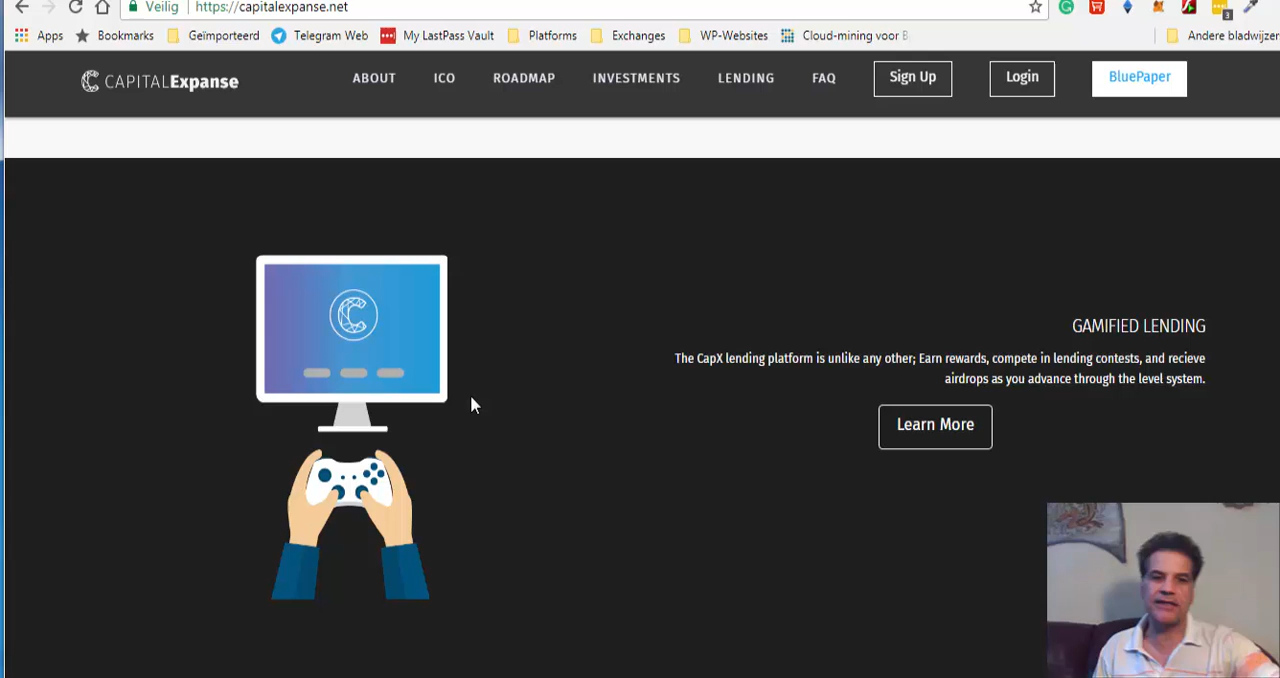 Veilig
https://capitalexpanse.net
3
Apps
Bookmarks
Geïmporteerd
Telegram Web
My LastPass Vault
Platforms
Exchanges
WP-Websites
Cloud-mining voor B
Andere bladwijzer
CAPITALExpanse
ABOUT
ICO
ROADMAP
INVESTMENTS
LENDING
FAQ
Sign Up
Login
BluePaper
GAMIFIED LENDING
The CapX lending platform is unlike any other; Earn rewards, compete in lending contests, and recieve
airdrops as you advance through the level system.
Learn More